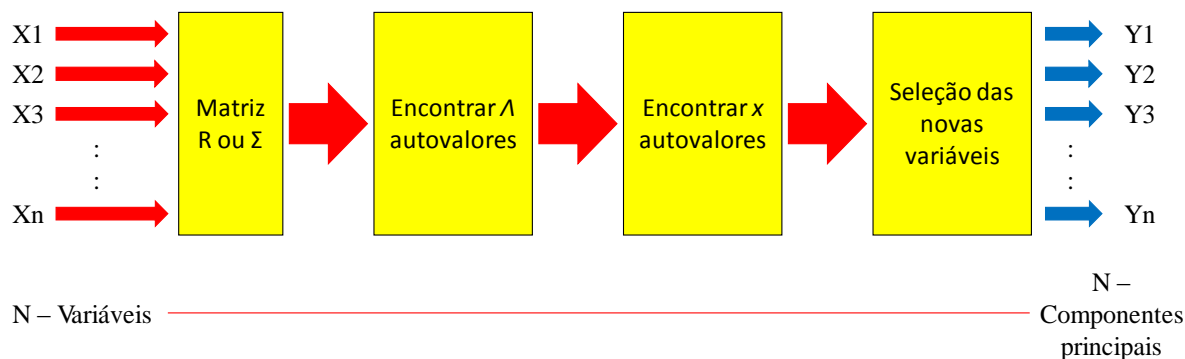 X1
X2
X3
:
:
Xn
Matriz
R ou Σ
Encontrar Λ
autovalores
Encontrar x
autovalores
Seleção das
novas
variáveis
Y1
Y2
Y3
:
:
Yn
N – Variáveis
N –
Componentes
principais